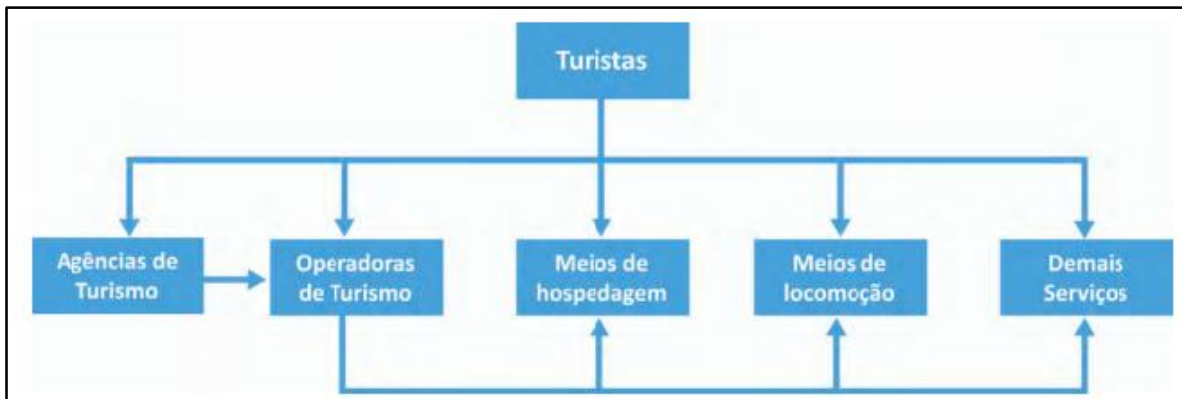 Turistas
Agências de
Turismo
Operadoras
de Turismo
Meios de
hospedagem
Meios de
locomoção
Demais
Serviços